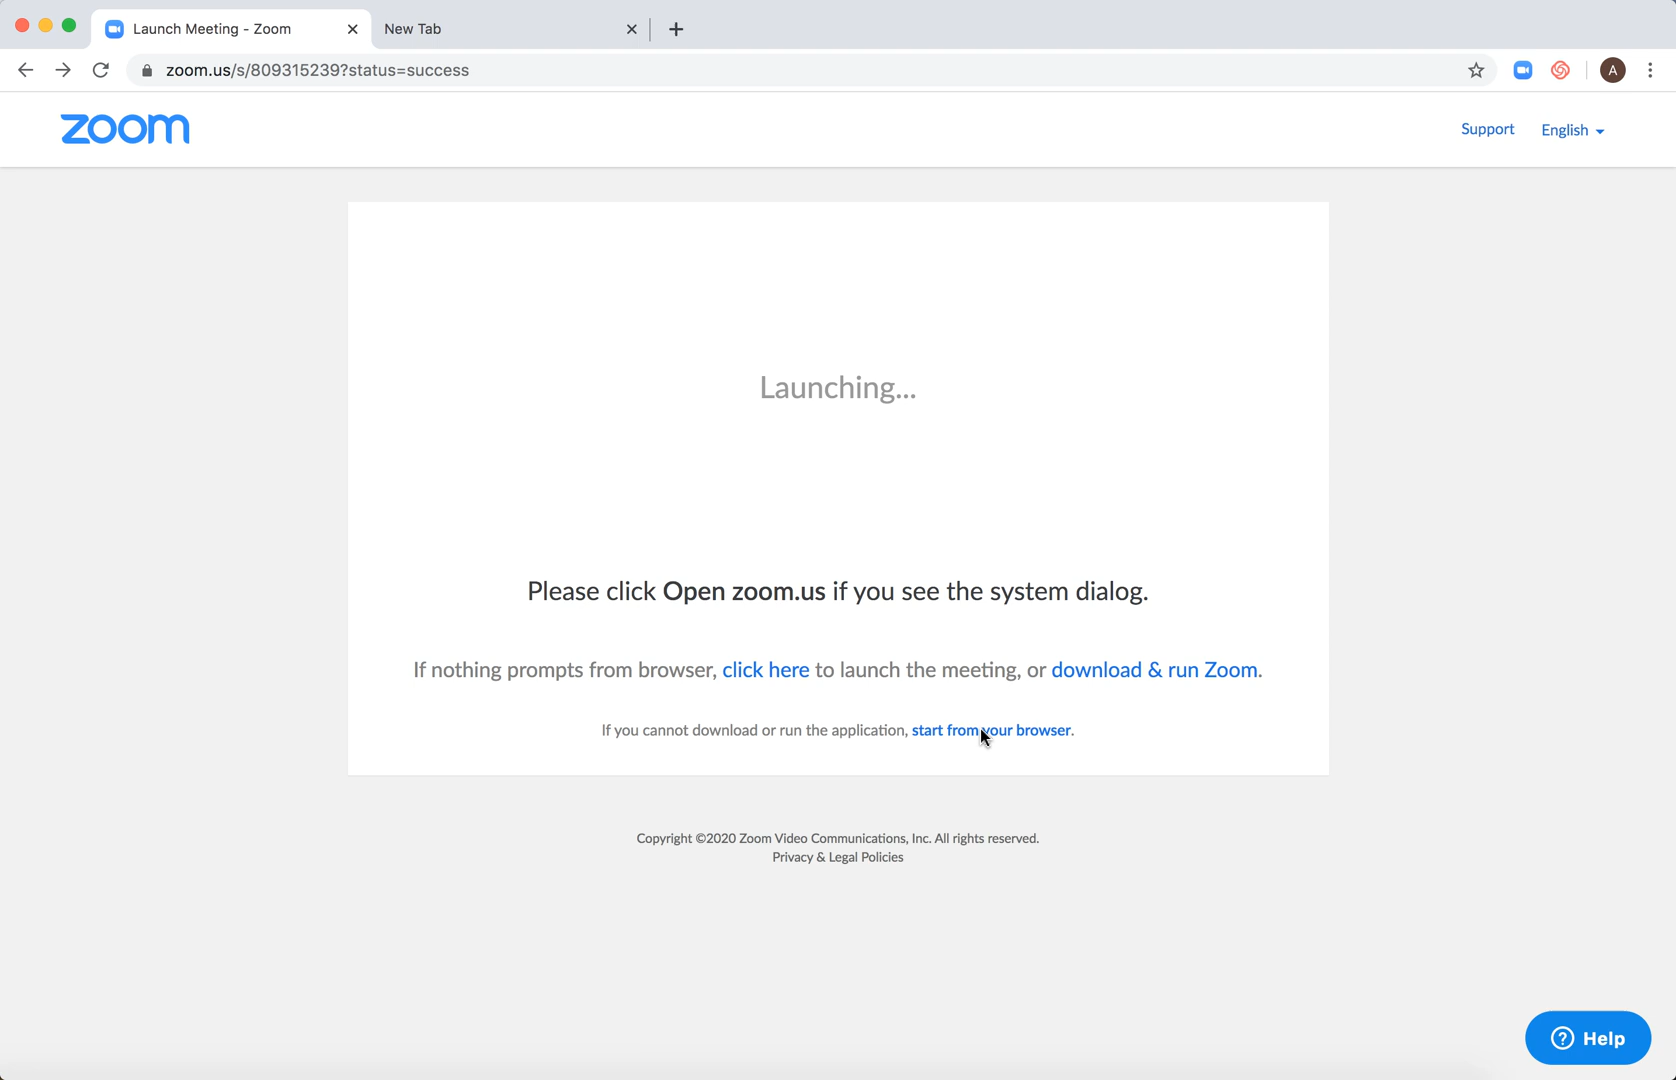 Launch Meeting - Zoom
New Tab
zoom.us/s/809315239?status=success
A
zoom
Support
English
Launching...
Please click Open zoom.us if you see the system dialog.
If nothing prompts from browser, click here to launch the meeting, or download & run Zoom.
If you cannot download or run the application, start from your browser.
Copyright ©2020 Zoom Video Communications, Inc. All rights reserved.
Privacy & Legal Policies
? Help